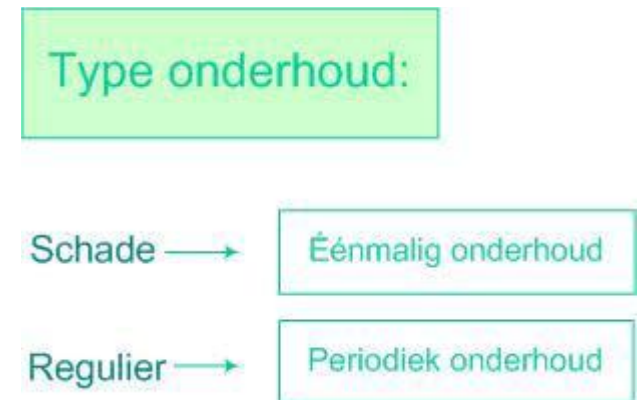 Type onderhoud:
Schade
Éénmalig onderhoud
Regulier
Periodiek onderhoud